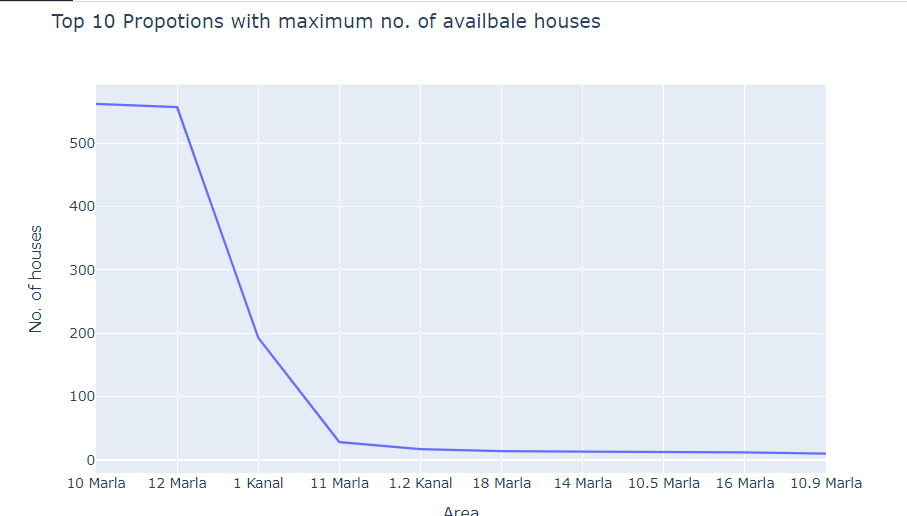 Top 10 Propotions with maximum no. of availbale houses
No. of houses
500
400
300
200
100
0
10 Marla 12 Marla 1 Kanal 11 Marla 1.2 Kanal 18 Marla 14 Marla 10.5 Marla 16 Marla 10.9 Marla
Area